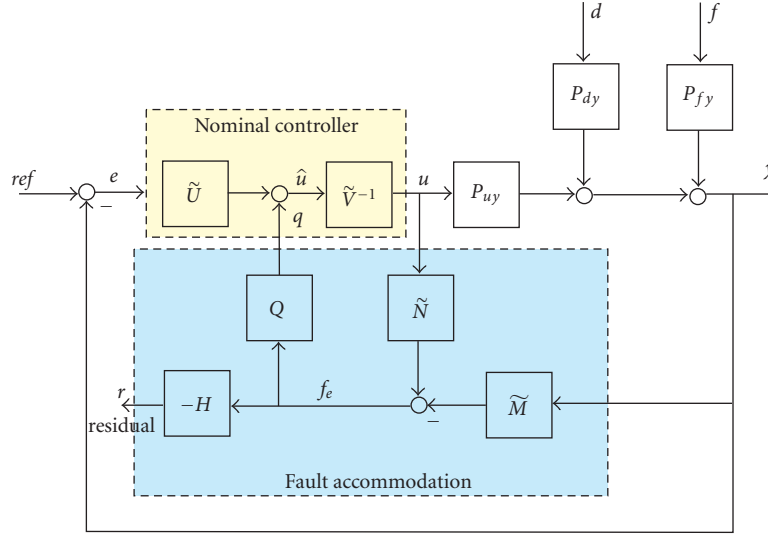 d
f
P_dy
P_fy
Nominal controller
ref
e
−
Ũ
û
q
Ṽ⁻¹
u
P_uy
y
Q
Ñ
r
residual
−H
f_e
−
M̃
Fault accommodation